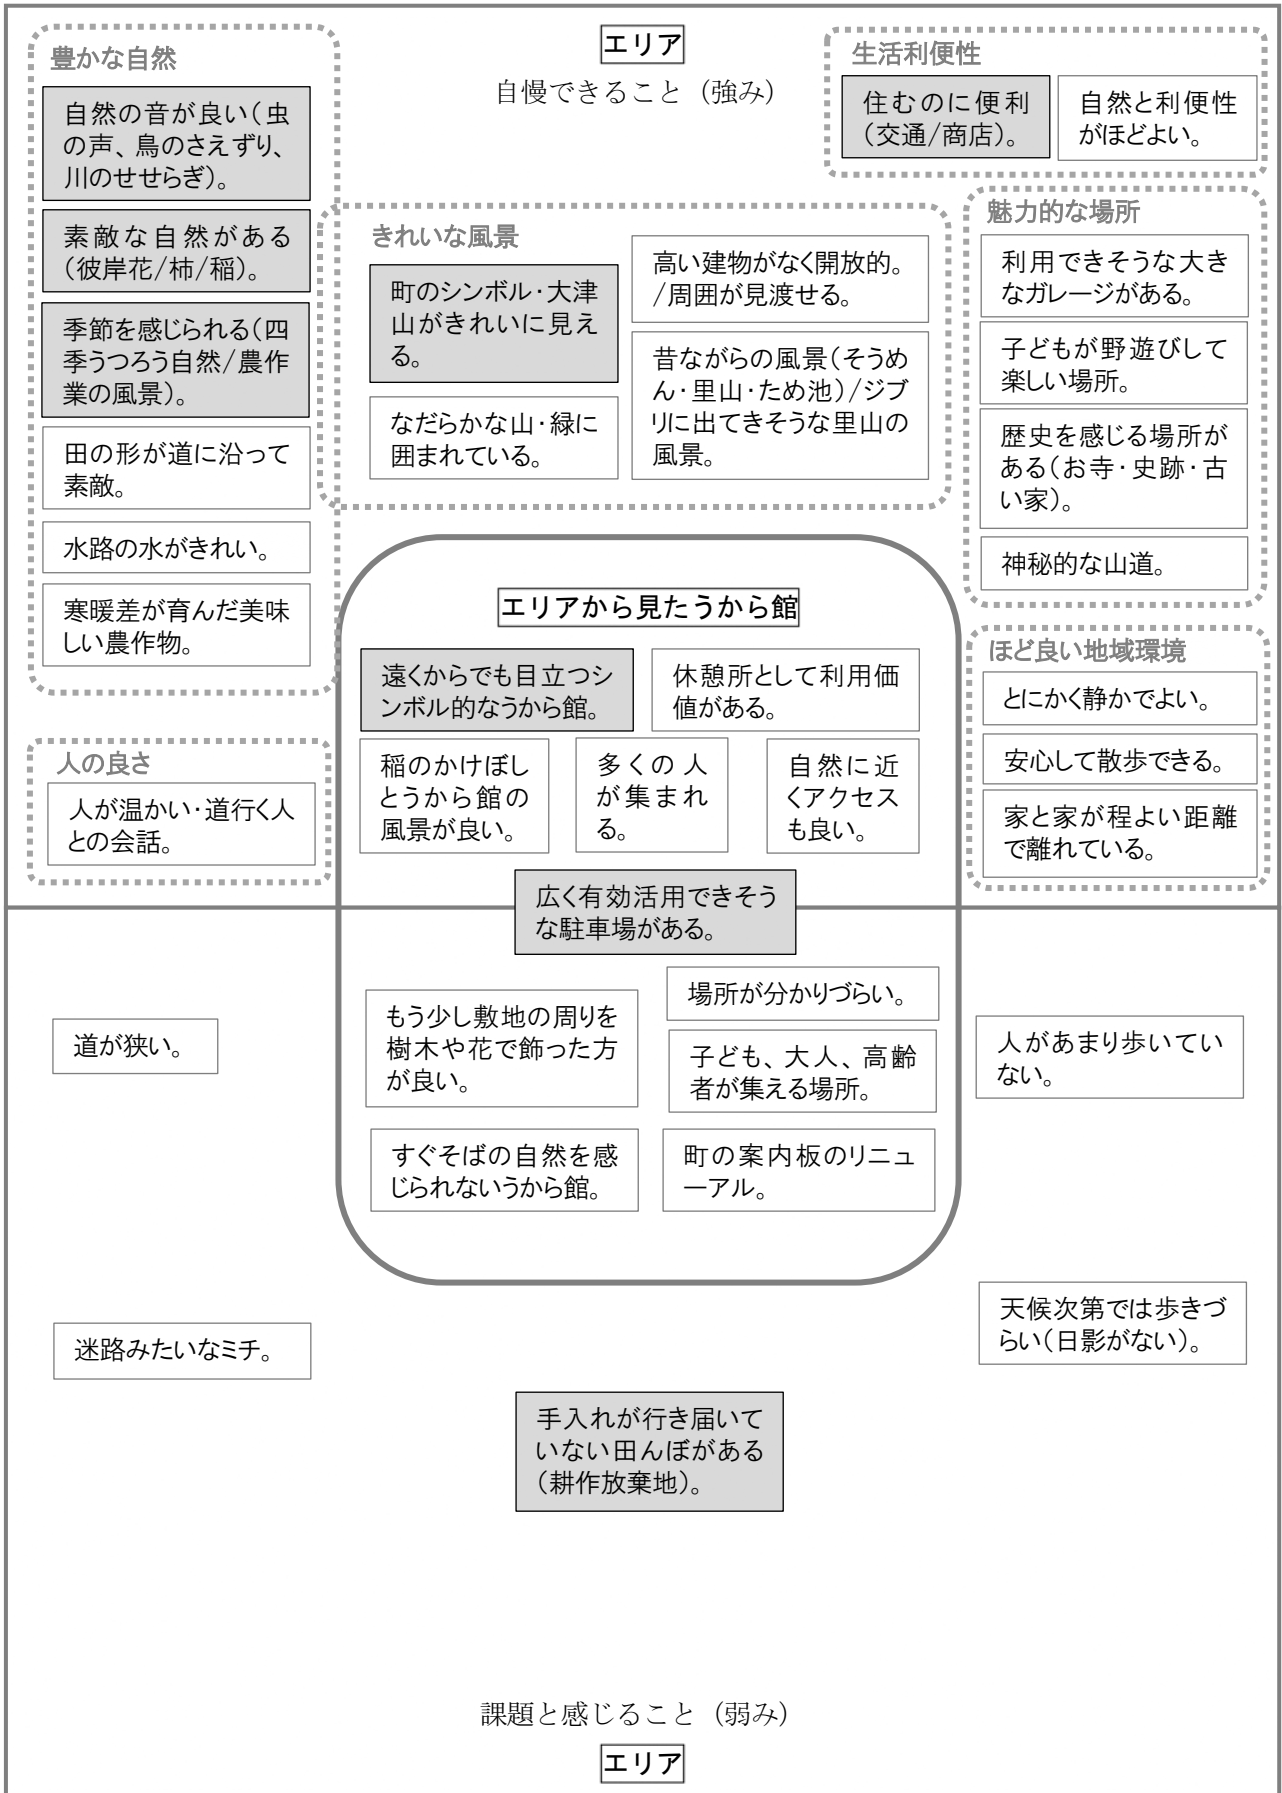 エリア
自慢できること（強み）
豊かな自然
自然の音が良い（虫
の声、鳥のさえずり、
川のせせらぎ）。
素敵な自然がある
（彼岸花/柿/稲）。
季節を感じられる（四
季うつろう自然/農作
業の風景）。
田の形が道に沿って
素敵。
水路の水がきれい。
寒暖差が育んだ美味
しい農作物。
きれいな風景
町のシンボル・大津
山がきれいに見え
る。
なだらかな山・緑に
囲まれている。
高い建物がなく開放的。
/周囲が見渡せる。
昔ながらの風景（そうめ
ん・里山・ため池）/ジブ
リに出てきそうな里山の
風景。
生活利便性
住むのに便利
（交通/商店）。
自然と利便性
がほどよい。
魅力的な場所
利用できそうな大き
なガレージがある。
子どもが野遊びして
楽しい場所。
歴史を感じる場所が
ある（お寺・史跡・古
い家）。
神秘的な山道。
ほど良い地域環境
とにかく静かでよい。
安心して散歩できる。
家と家が程よい距離
で離れている。
人の良さ
人が温かい・道行く人
との会話。
エリアから見たうから館
遠くからでも目立つシ
ンボル的なうから館。
休憩所として利用価
値がある。
稲のかけぼし
とうから館の
風景が良い。
多くの人
が集まれ
る。
自然に近
くアクセス
も良い。
広く有効活用できそう
な駐車場がある。
もう少し敷地の周りを
樹木や花で飾った方
が良い。
場所が分かりづらい。
子ども、大人、高齢
者が集える場所。
すぐそばの自然を感
じられないうから館。
町の案内板のリニュ
ーアル。
道が狭い。
人があまり歩いてい
ない。
迷路みたいなミチ。
天候次第では歩きづ
らい（日影がない）。
手入れが行き届いて
いない田んぼがある
（耕作放棄地）。
課題と感じること（弱み）
エリア